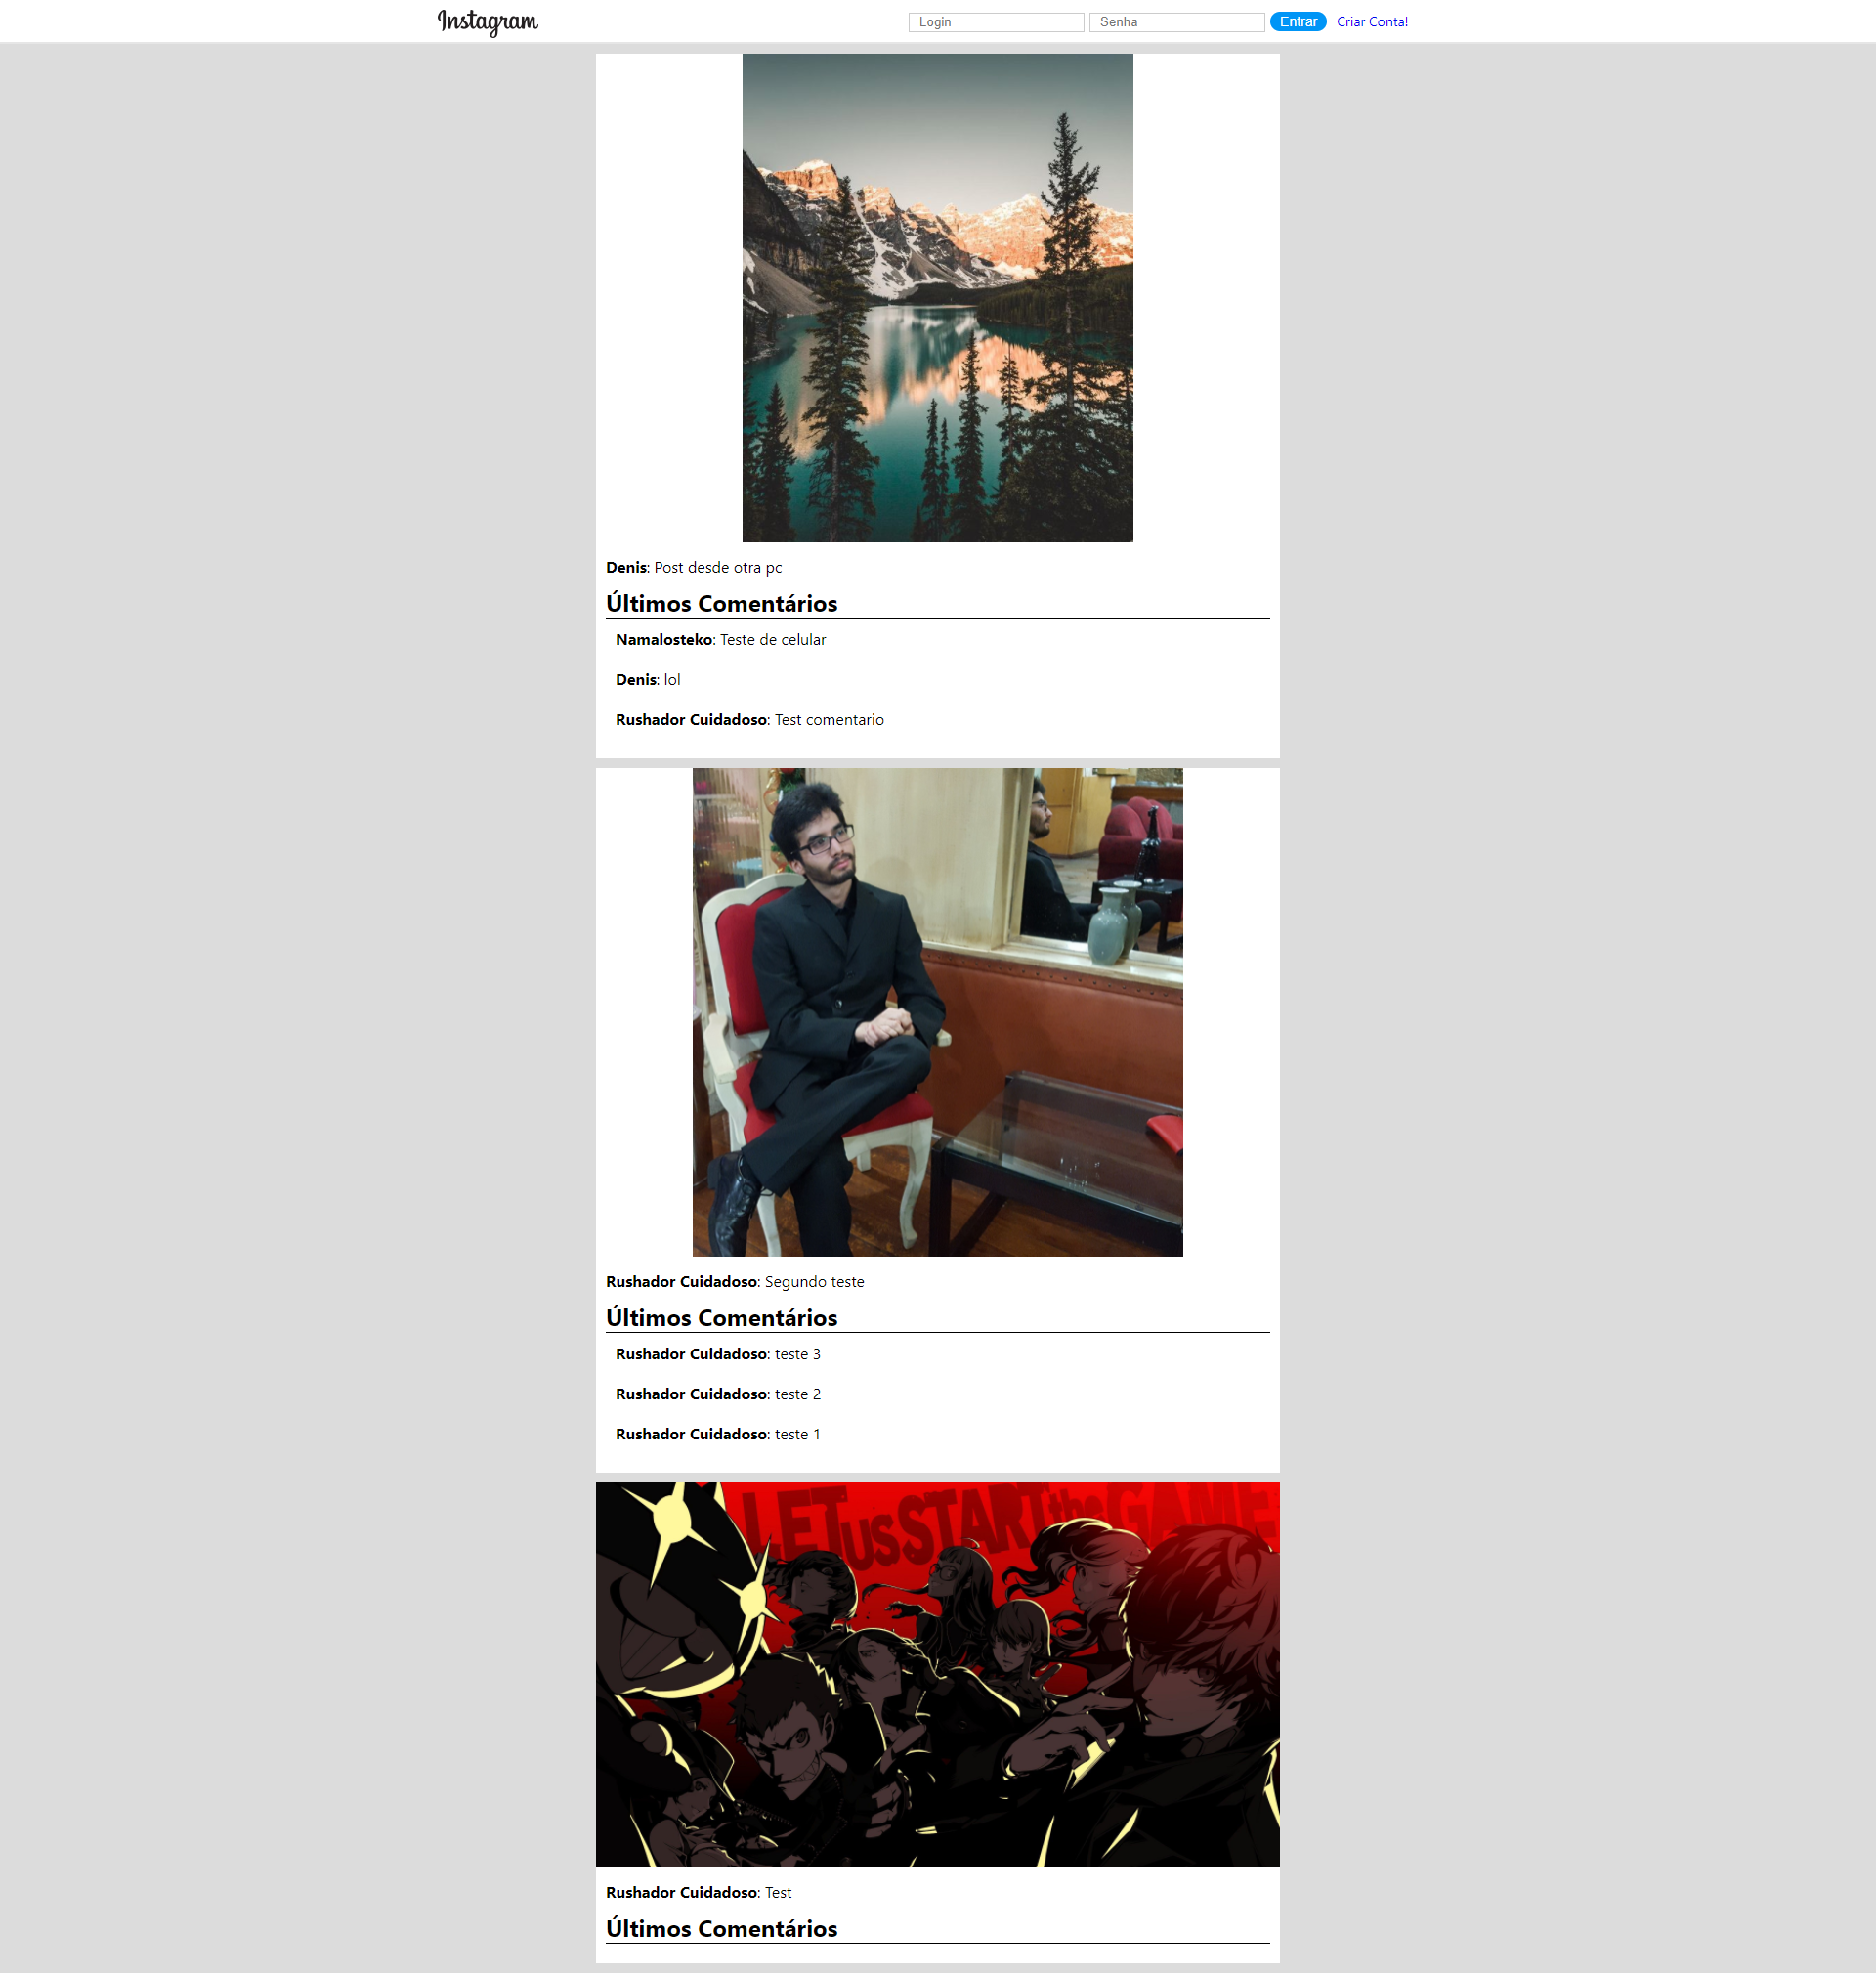 Instagram Login Senha Entrar Criar Conta!
Denis: Post desde otra pc
Últimos Comentários
Namalosteko: Teste de celular
Denis: lol
Rushador Cuidadoso: Test comentario
Rushador Cuidadoso: Segundo teste
Últimos Comentários
Rushador Cuidadoso: teste 3
Rushador Cuidadoso: teste 2
Rushador Cuidadoso: teste 1
LET us START the GAME
Rushador Cuidadoso: Test
Últimos Comentários